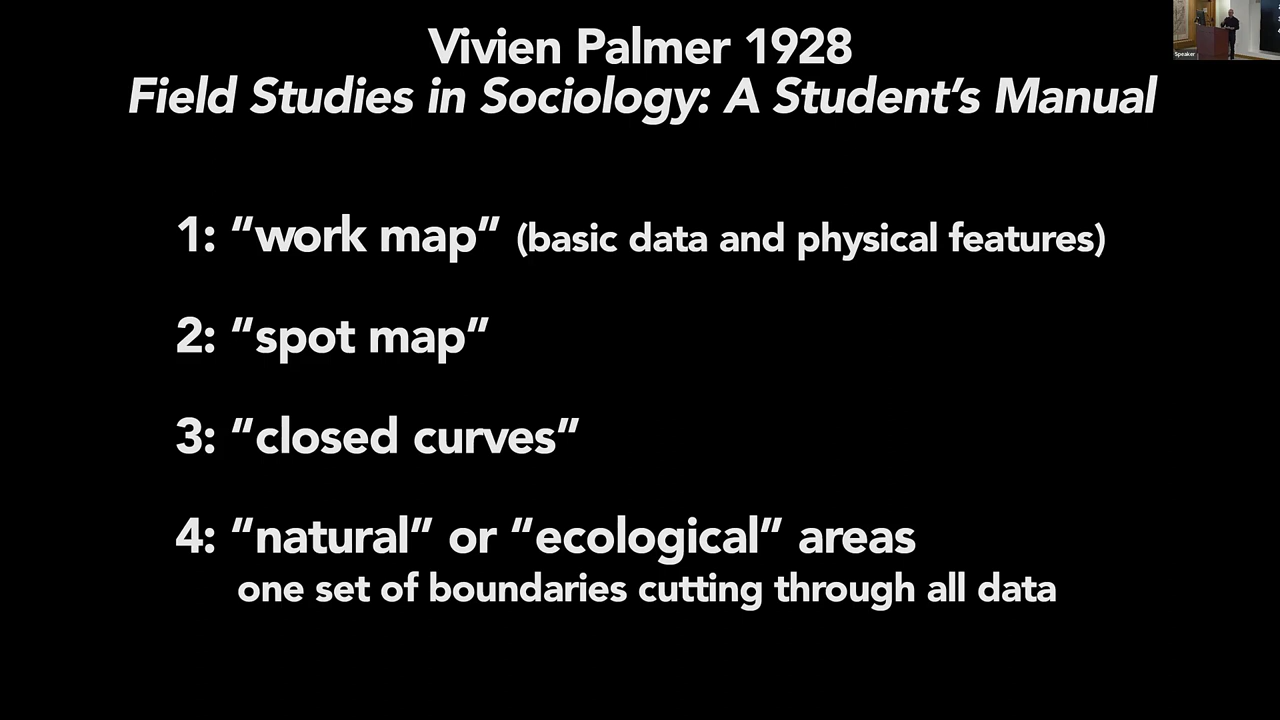 Vivien Palmer 1928
Field Studies in Sociology: A Student's Manual
1: “work map” (basic data and physical features)
2: “spot map”
3: “closed curves”
4: “natural” or “ecological” areas
one set of boundaries cutting through all data
Speaker